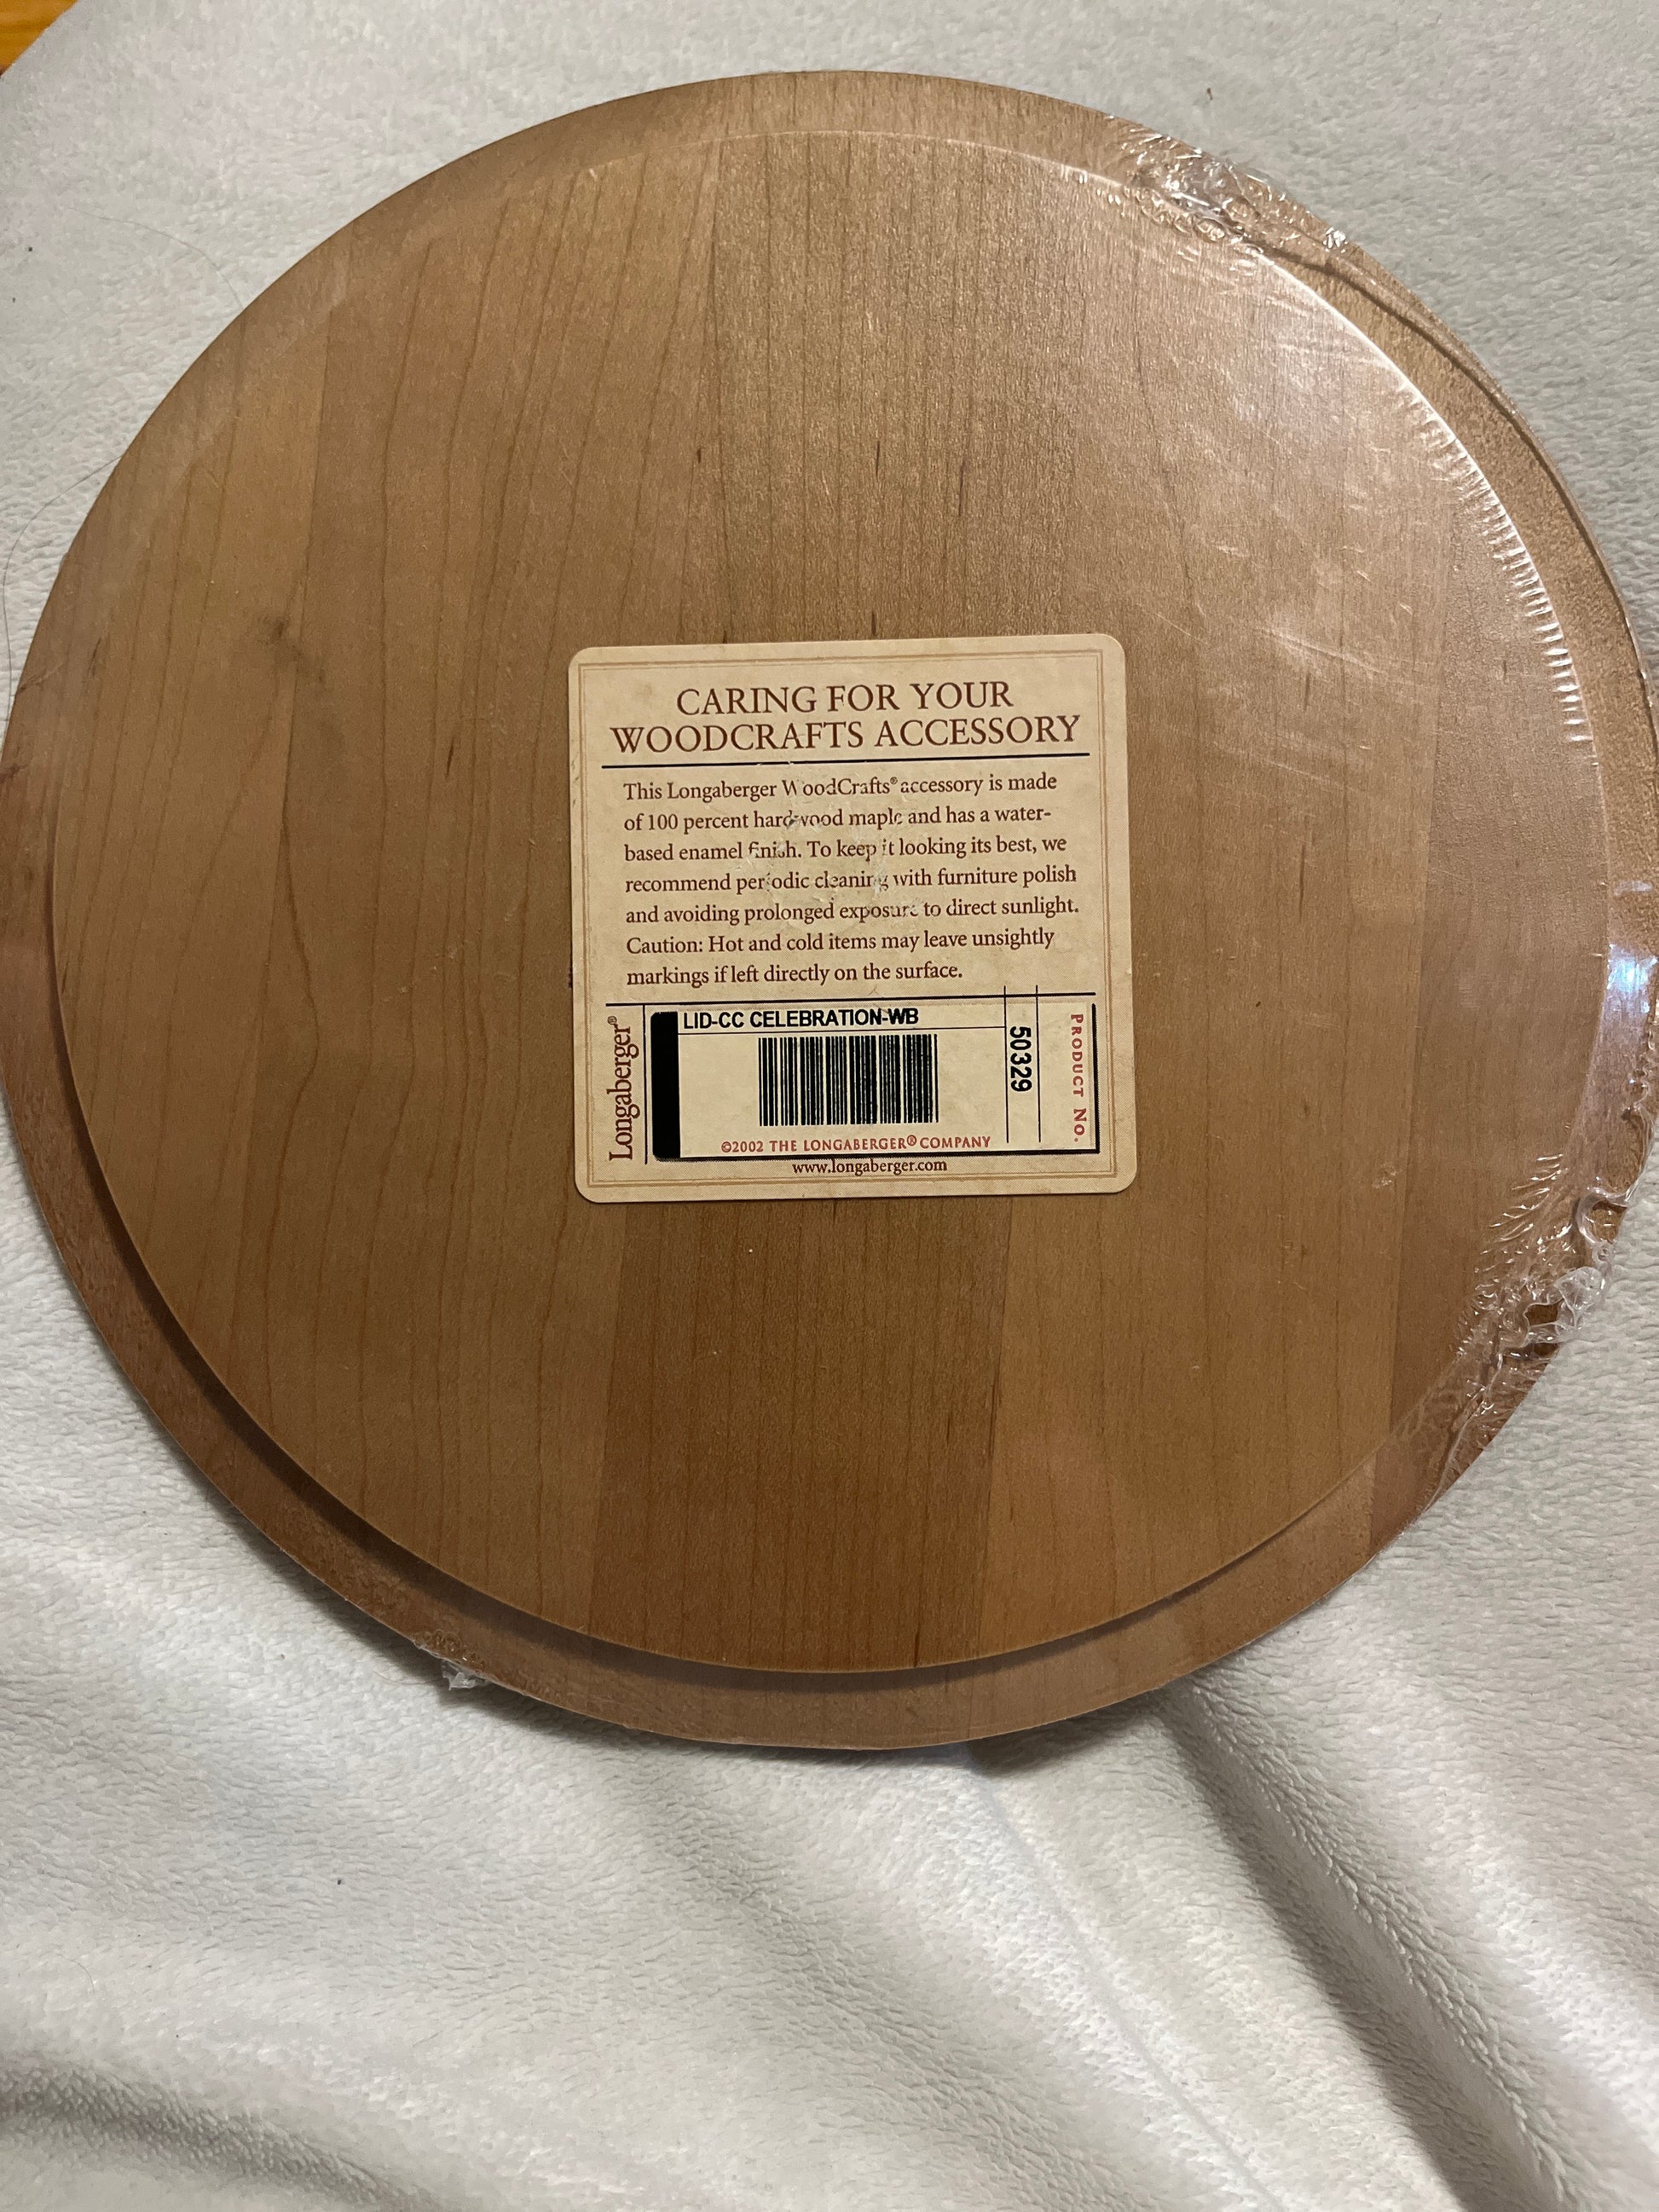 CARING FOR YOUR
WOODCRAFTS ACCESSORY
This Longaberger WoodCrafts® accessory is made
of 100 percent hardwood maple and has a water-
based enamel finish. To keep it looking its best, we
recommend periodic cleaning with furniture polish
and avoiding prolonged exposure to direct sunlight.
Caution: Hot and cold items may leave unsightly
markings if left directly on the surface.
Longaberger®
LID-CC CELEBRATION-WB
50329
PRODUCT NO.
©2002 THE LONGABERGER® COMPANY
www.longaberger.com